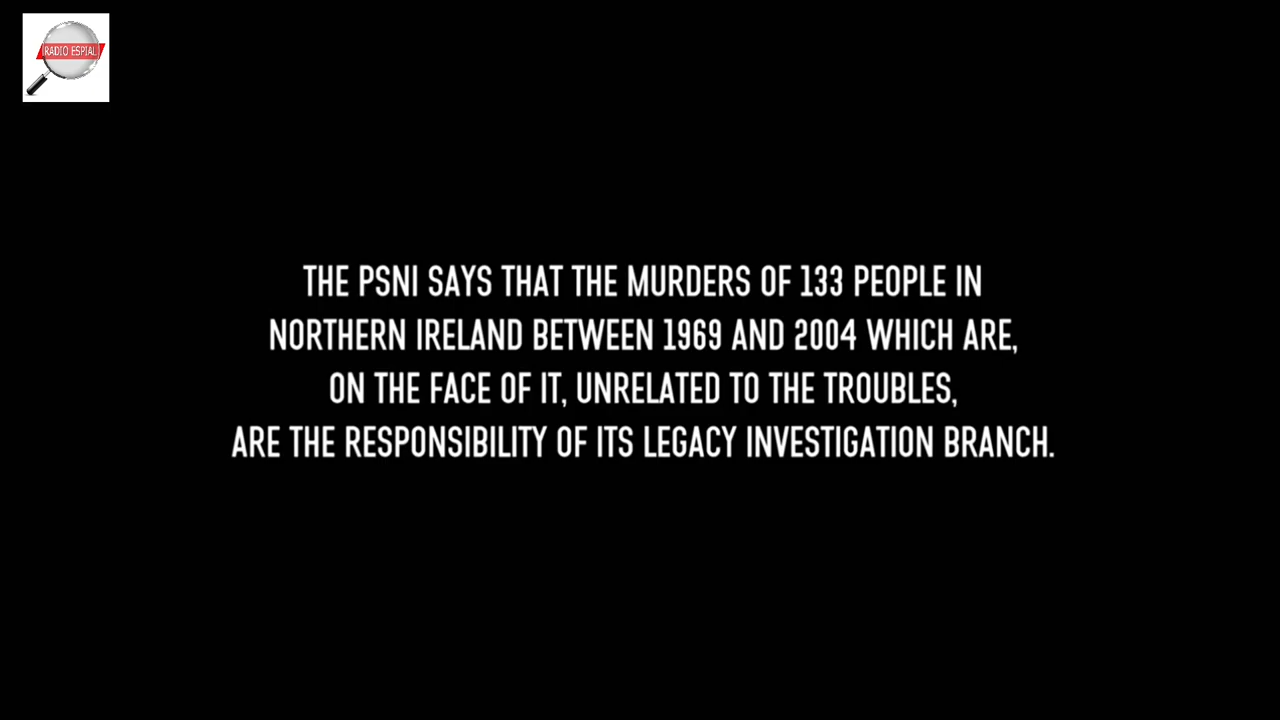 RADIO ESPIAL
THE PSNI SAYS THAT THE MURDERS OF 133 PEOPLE IN
NORTHERN IRELAND BETWEEN 1969 AND 2004 WHICH ARE,
ON THE FACE OF IT, UNRELATED TO THE TROUBLES,
ARE THE RESPONSIBILITY OF ITS LEGACY INVESTIGATION BRANCH.